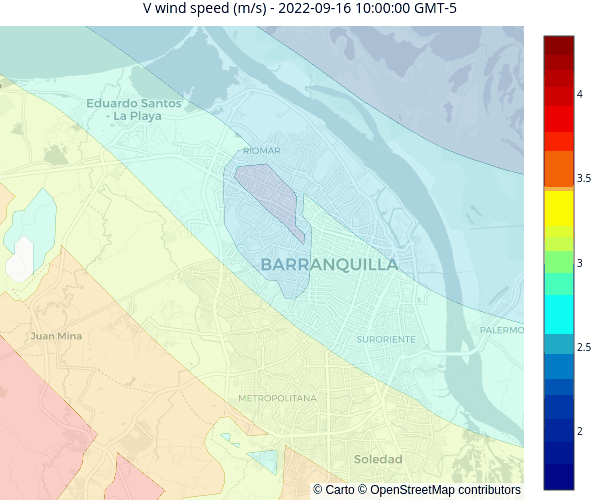 V wind speed (m/s) - 2022-09-16 10:00:00 GMT-5
4
3.5
3
2.5
2
Eduardo Santos
- La Playa
RIOMAR
BARRANQUILLA
PALERMO
Juan Mina
SURORIENTE
METROPOLITANA
Soledad
© Carto © OpenStreetMap contributors